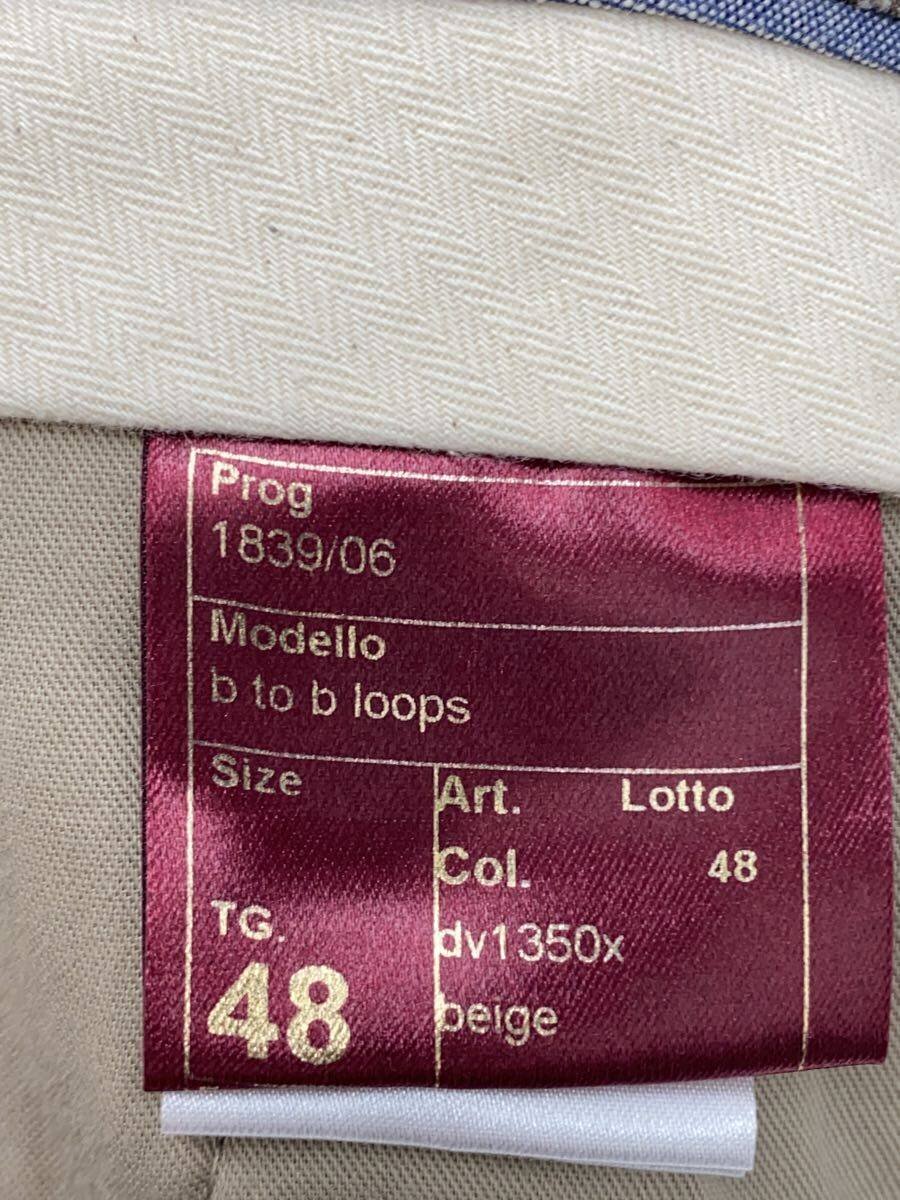 Prog
1839/06
Modello
b to b loops
Size
TG.
48
Art. Lotto
Col. 48
dv1350x
beige